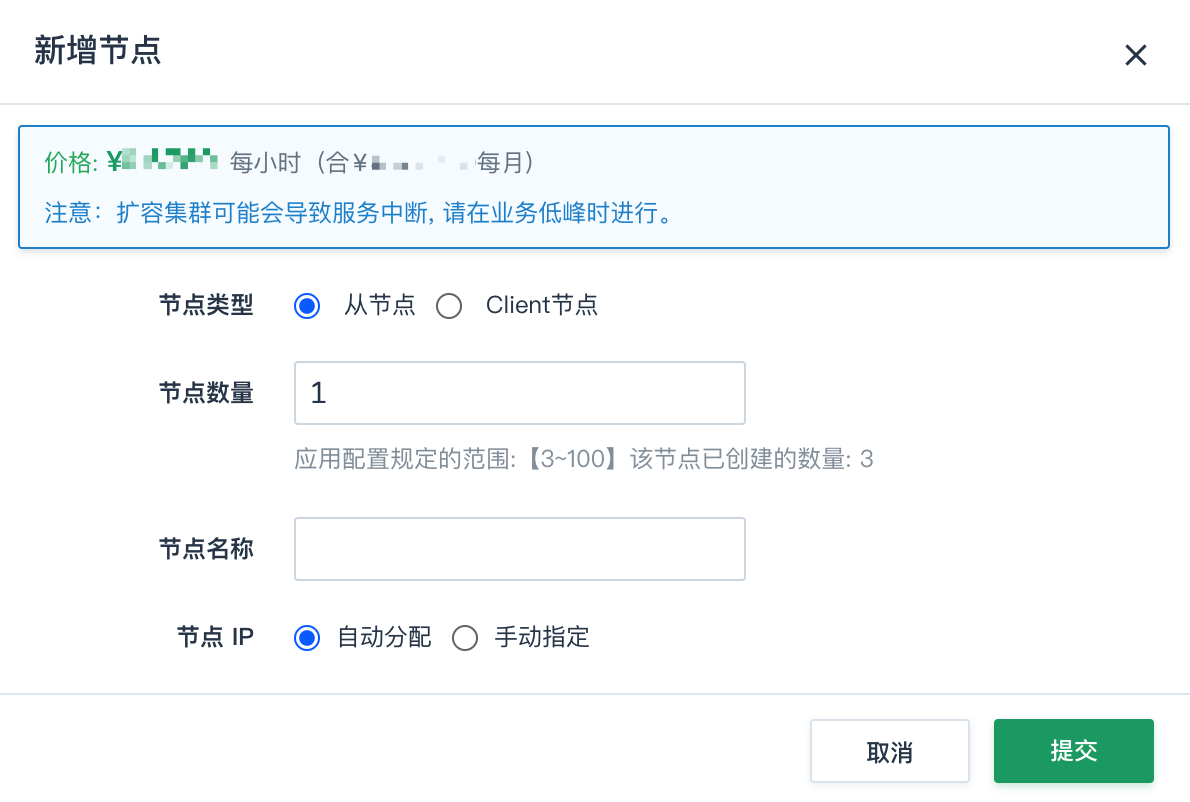 新增节点
价格: ¥ 每小时（合¥ 每月）
注意：扩容集群可能会导致服务中断, 请在业务低峰时进行。
节点类型 从节点 Client节点
节点数量 1
应用配置规定的范围:【3~100】该节点已创建的数量: 3
节点名称
节点 IP 自动分配 手动指定
取消 提交